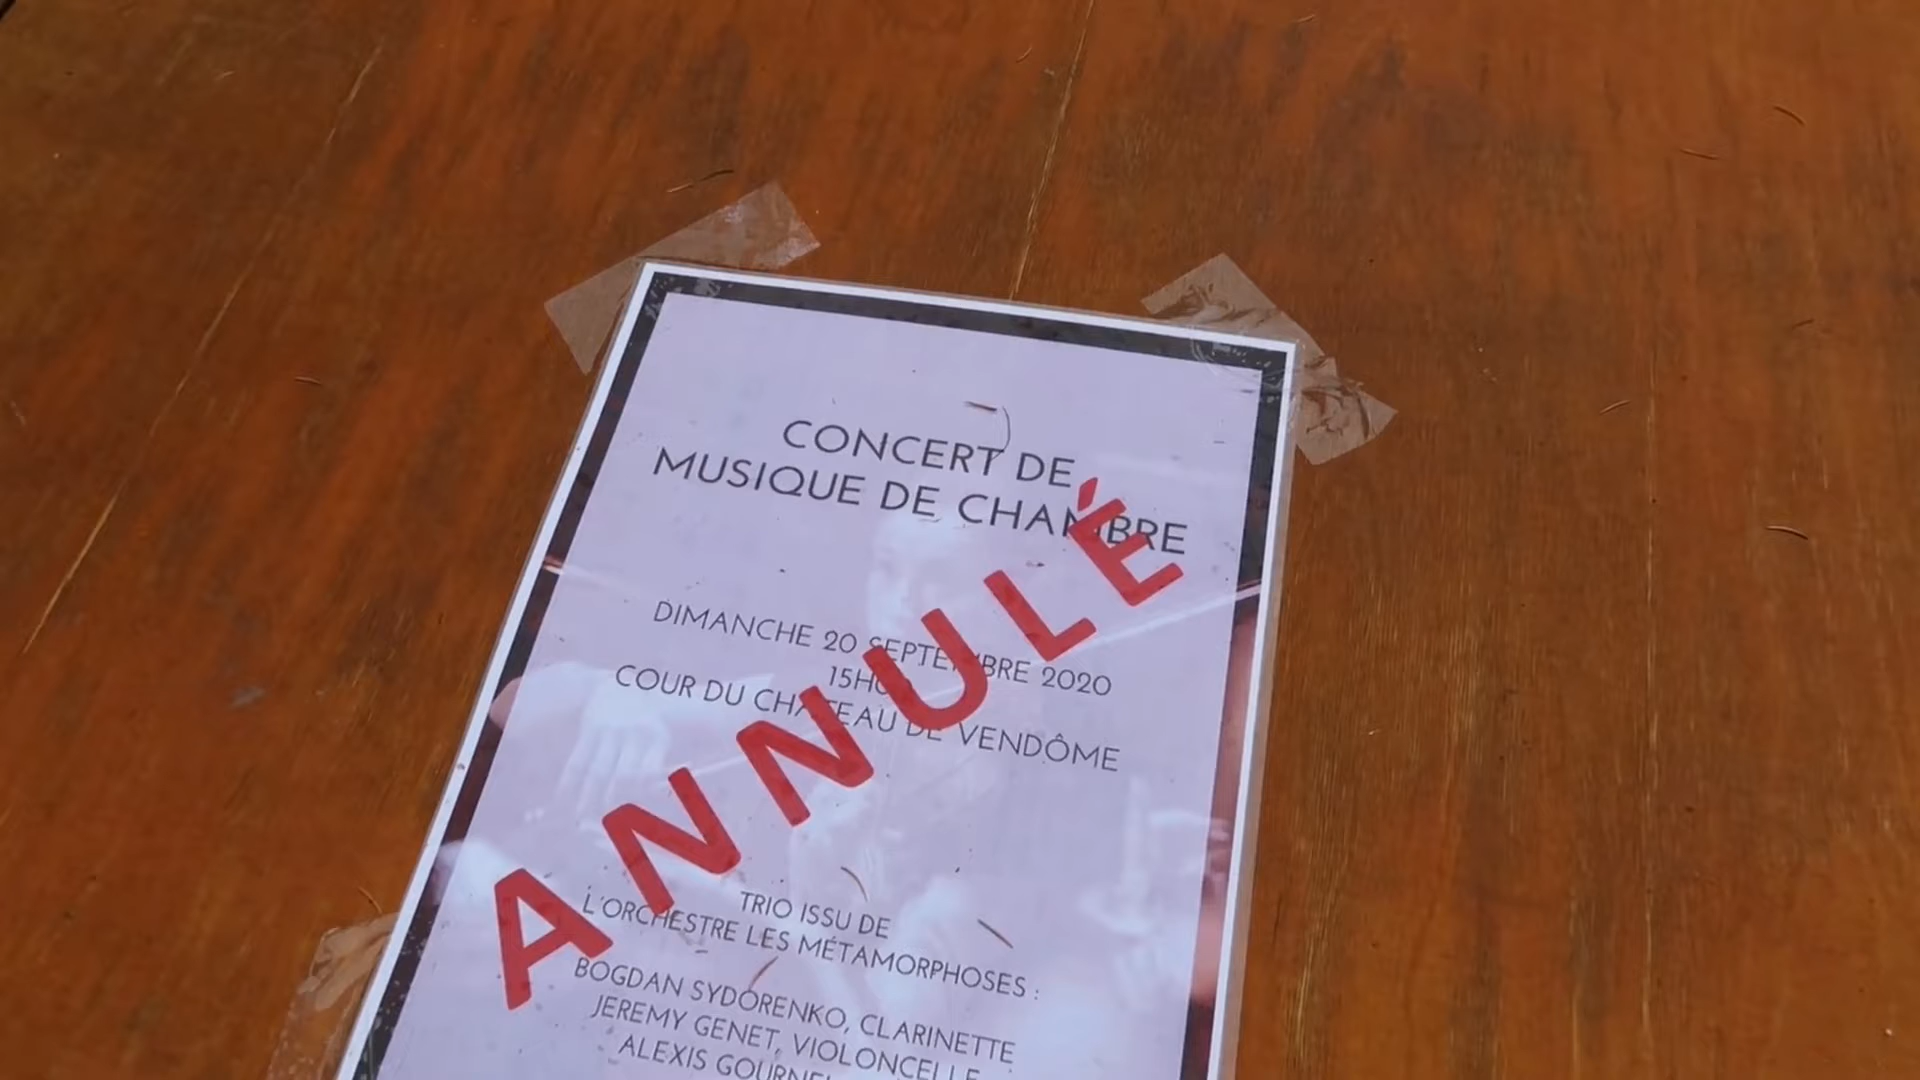 CONCERT DE
MUSIQUE DE CHAMBRE
ANNULÉ
DIMANCHE 20 SEPTEMBRE 2020
COUR DU CHÂTEAU DE VENDÔME
TRIO ISSU DE
L'ORCHESTRE LES MÉTAMORPHOSES :
BOGDAN SYDORENKO, CLARINETTE
JEREMY GENET, VIOLONCELLE
ALEXIS